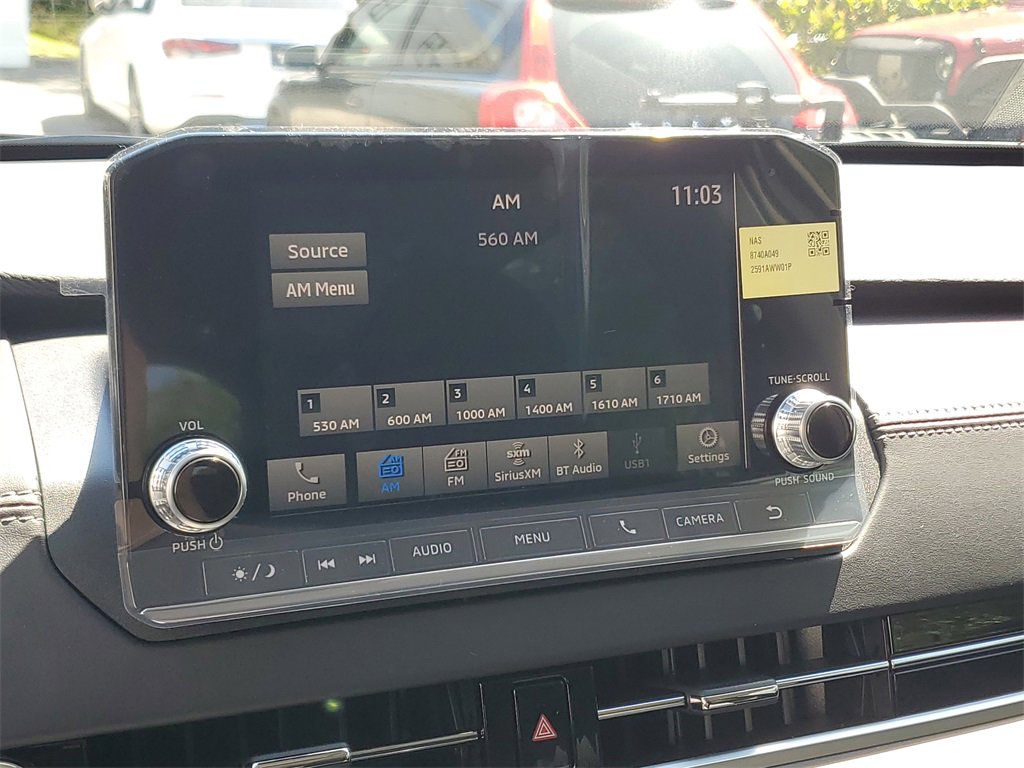 AM
11:03
560 AM
Source
AM Menu
NAS
8740A049
2591AWW01P
1 530 AM
2 600 AM
3 1000 AM
4 1400 AM
5 1610 AM
6 1710 AM
TUNE·SCROLL
VOL
Phone
AM
FM
FM
sxm
SiriusXM
BT Audio
USB1
Settings
PUSH SOUND
PUSH
AUDIO
MENU
CAMERA